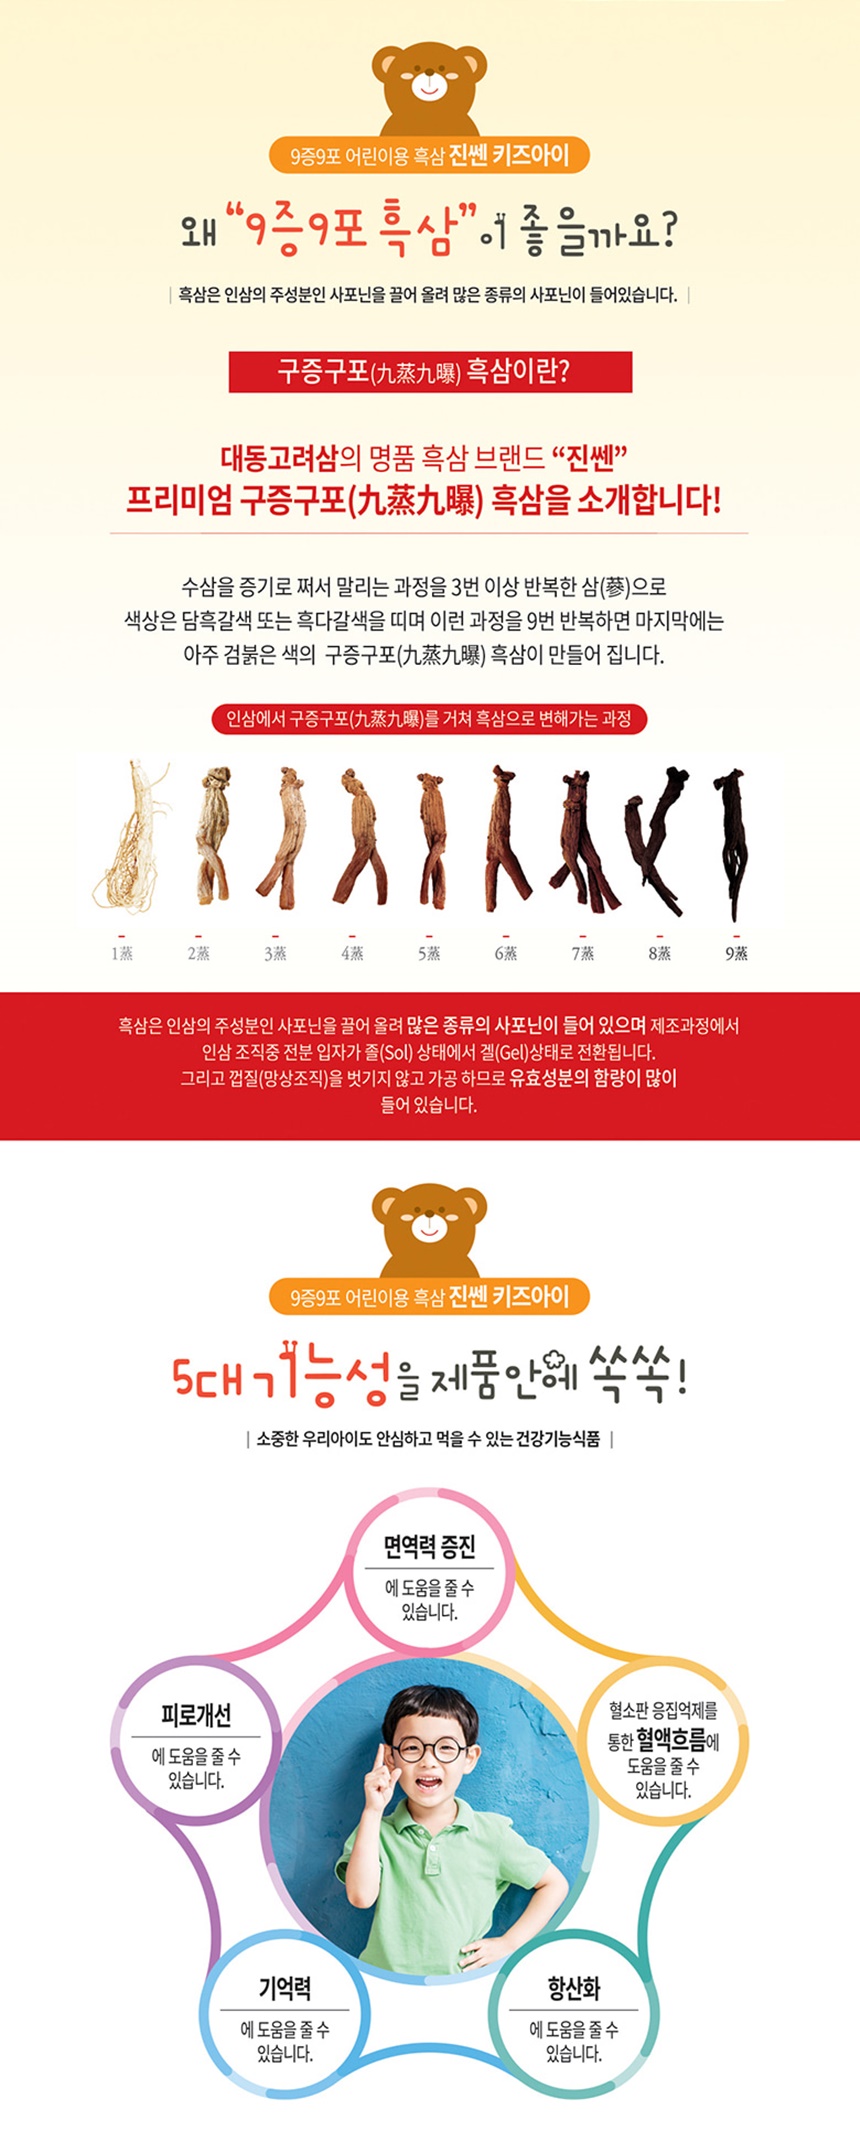 9증9포 어린이용 흑삼 진쎈 키즈아이
왜 “9증9포 흑삼”이 좋을까요?
| 흑삼은 인삼의 주성분인 사포닌을 끌어 올려 많은 종류의 사포닌이 들어있습니다. |
구증구포(九蒸九曝) 흑삼이란?
대동고려삼의 명품 흑삼 브랜드 “진쎈”
프리미엄 구증구포(九蒸九曝) 흑삼을 소개합니다!
수삼을 증기로 쪄서 말리는 과정을 3번 이상 반복한 삼(蔘)으로
색상은 담흑갈색 또는 흑다갈색을 띠며 이런 과정을 9번 반복하면 마지막에는
아주 검붉은 색의 구증구포(九蒸九曝) 흑삼이 만들어 집니다.
인삼에서 구증구포(九蒸九曝)를 거쳐 흑삼으로 변해가는 과정
1蒸 2蒸 3蒸 4蒸 5蒸 6蒸 7蒸 8蒸 9蒸
흑삼은 인삼의 주성분인 사포닌을 끌어 올려 많은 종류의 사포닌이 들어 있으며 제조과정에서
인삼 조직중 전분 입자가 졸(Sol) 상태에서 겔(Gel)상태로 전환됩니다.
그리고 껍질(망상조직)을 벗기지 않고 가공 하므로 유효성분의 함량이 많이
들어 있습니다.
9증9포 어린이용 흑삼 진쎈 키즈아이
5대 기능성을 제품안에 쏙쏙!
| 소중한 우리아이도 안심하고 먹을 수 있는 건강기능식품 |
면역력 증진
에 도움을 줄 수
있습니다.
피로개선
에 도움을 줄 수
있습니다.
혈소판 응집억제를
통한 혈액흐름에
도움을 줄 수
있습니다.
기억력
에 도움을 줄 수
있습니다.
항산화
에 도움을 줄 수
있습니다.